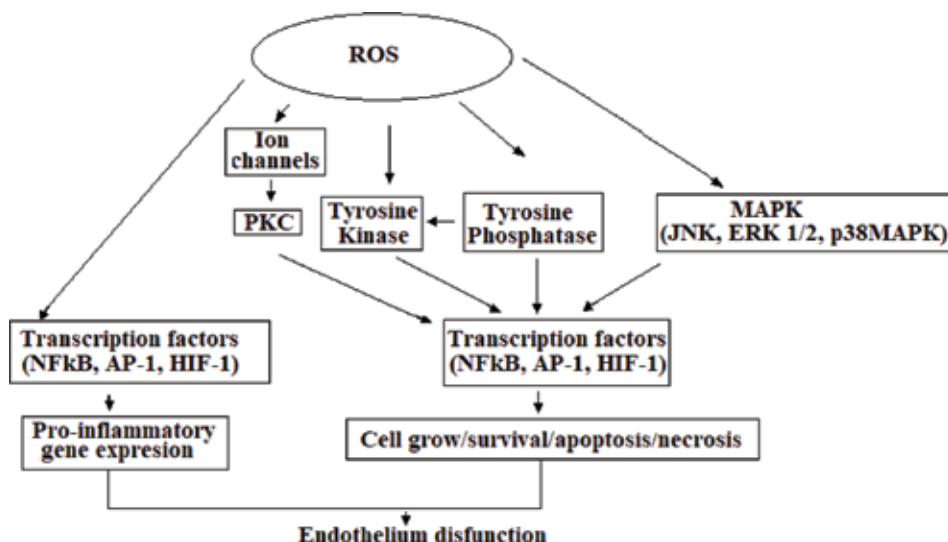 ROS
Ion
channels
PKC
Tyrosine
Kinase
Tyrosine
Phosphatase
MAPK
(JNK, ERK 1/2, p38MAPK)
Transcription factors
(NFkB, AP-1, HIF-1)
Transcription factors
(NFkB, AP-1, HIF-1)
Pro-inflammatory
gene expresion
Cell grow/survival/apoptosis/necrosis
Endothelium disfunction